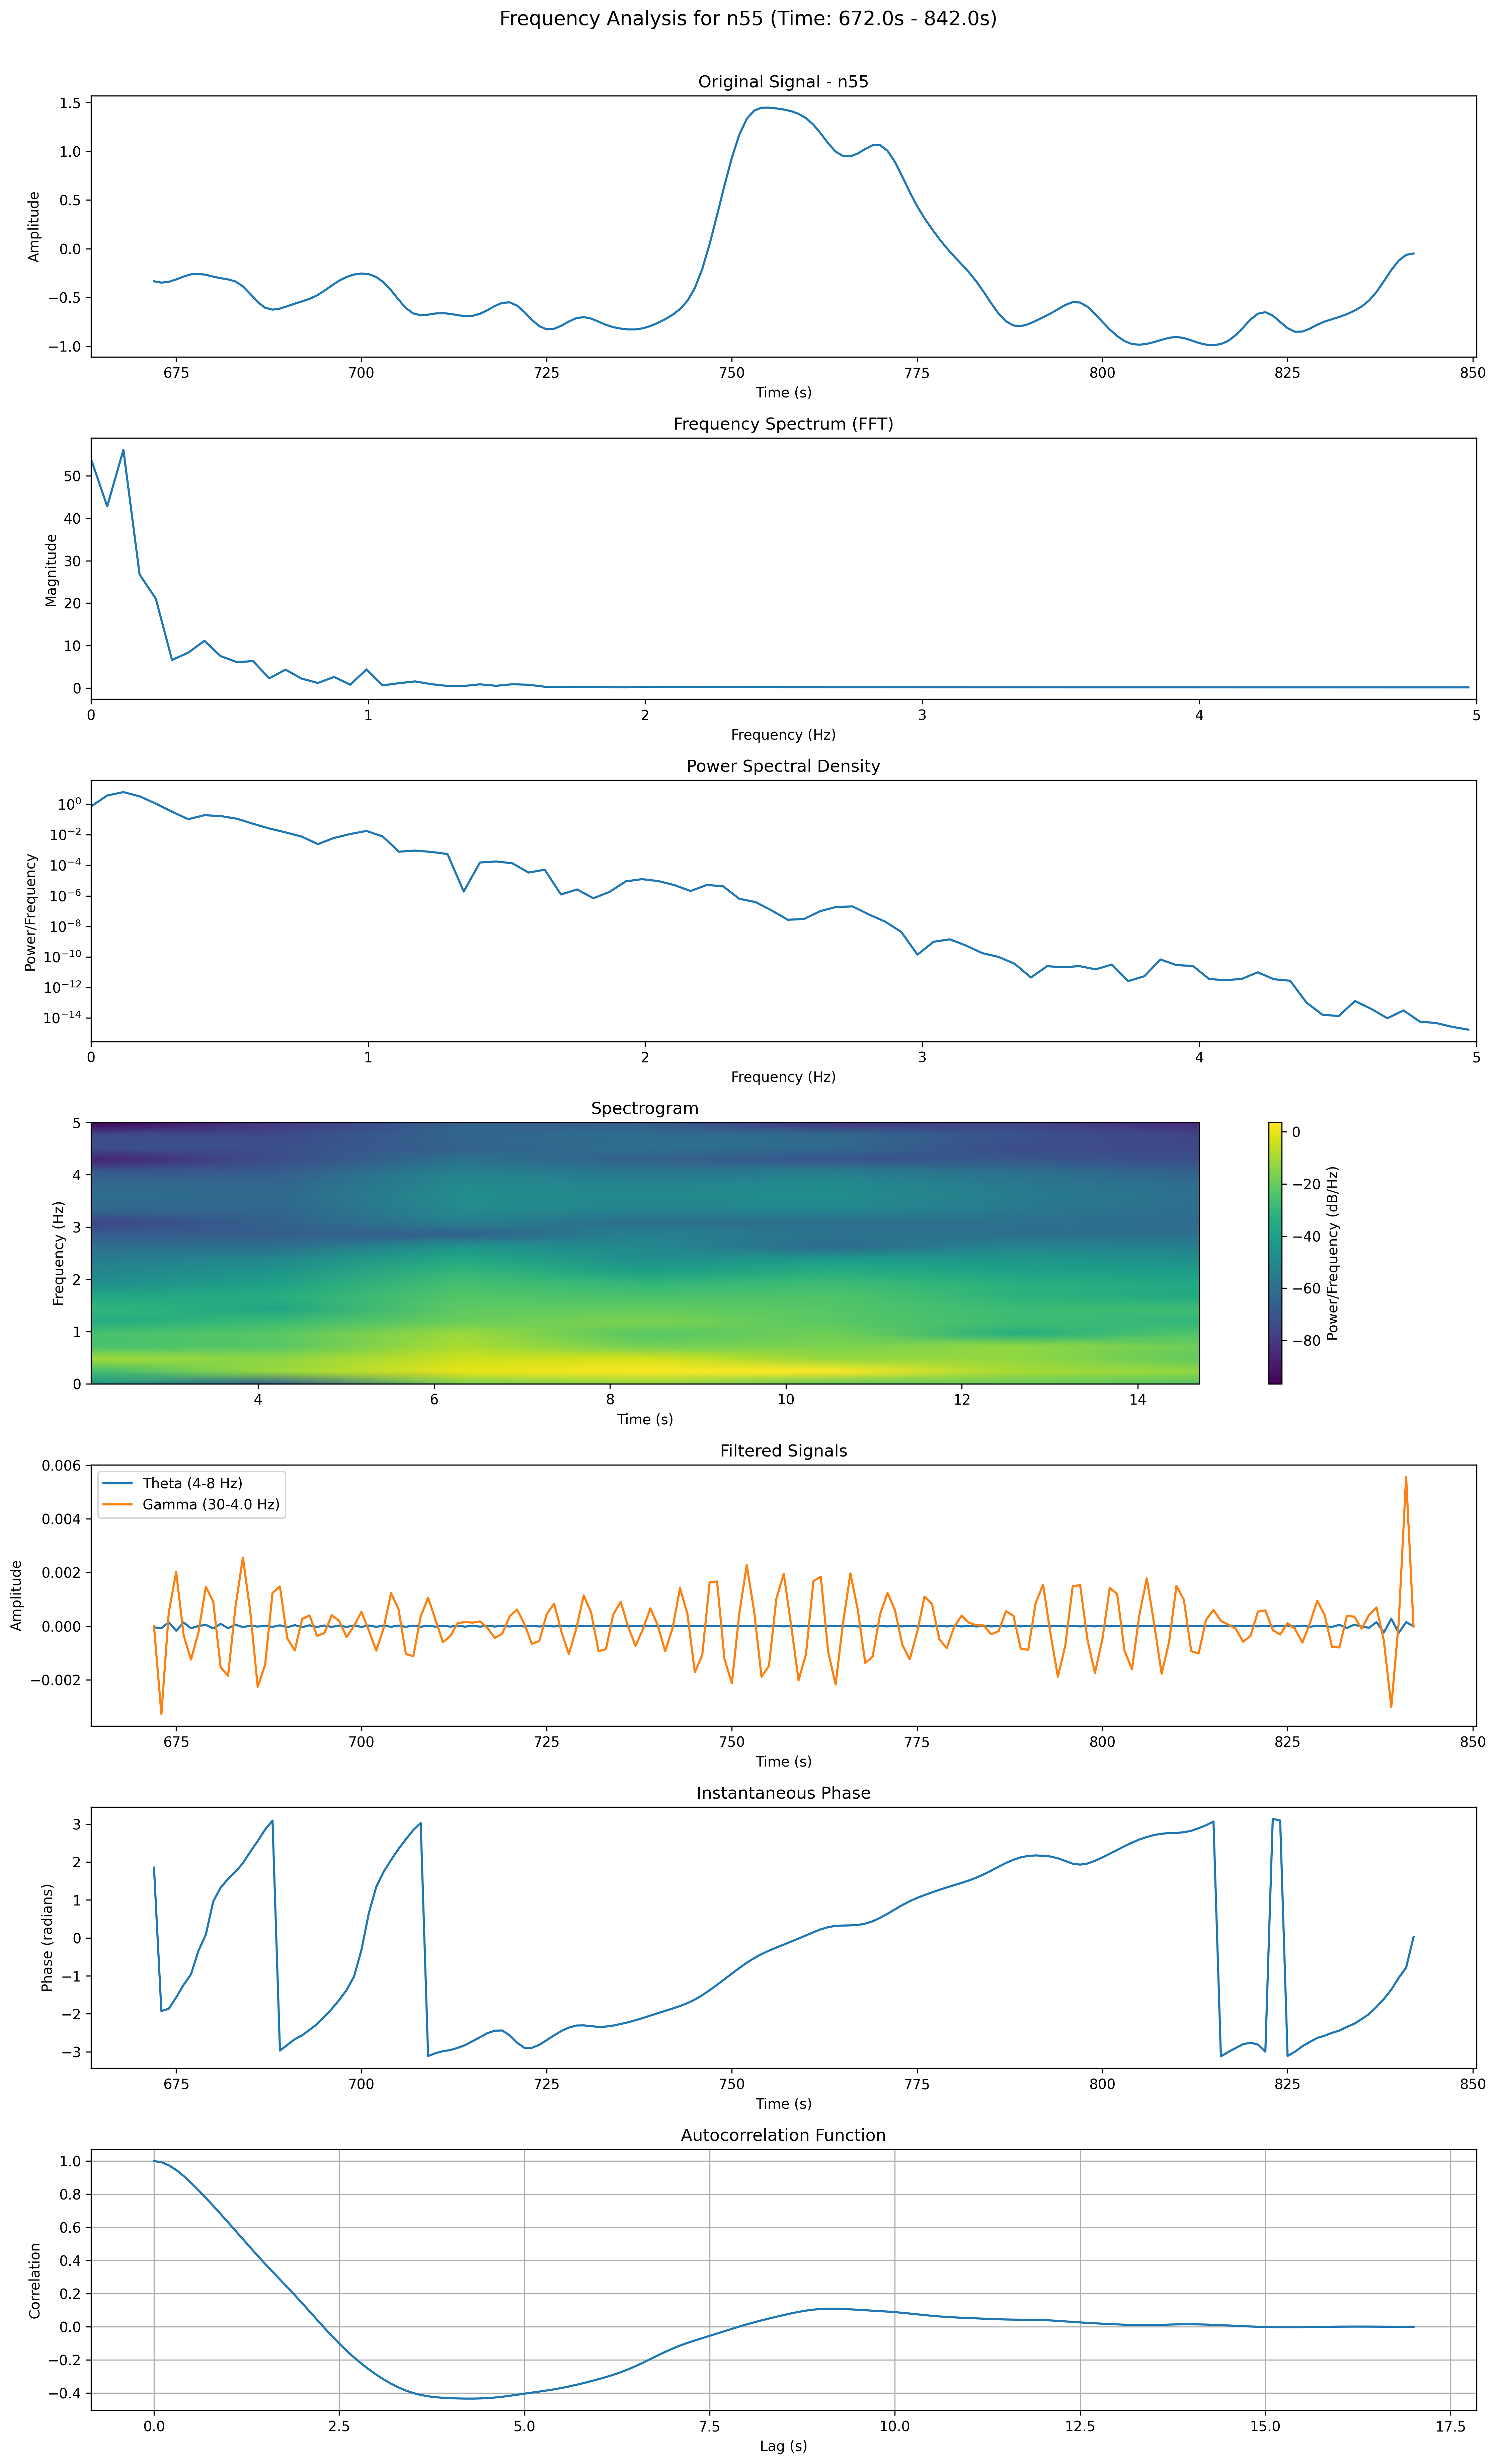 Frequency Analysis for n55 (Time: 672.0s - 842.0s)
Original Signal - n55
Amplitude
1.5
1.0
0.5
0.0
−0.5
−1.0
675 700 725 750 775 800 825 850
Time (s)
Frequency Spectrum (FFT)
Magnitude
50
40
30
20
10
0
0 1 2 3 4 5
Frequency (Hz)
Power Spectral Density
Power/Frequency
10⁰
10⁻²
10⁻⁴
10⁻⁶
10⁻⁸
10⁻¹⁰
10⁻¹²
10⁻¹⁴
0 1 2 3 4 5
Frequency (Hz)
Spectrogram
Frequency (Hz)
5
4
3
2
1
0
4 6 8 10 12 14
Time (s)
0
−20
−40
−60
−80
Power/Frequency (dB/Hz)
Filtered Signals
Theta (4-8 Hz)
Gamma (30-4.0 Hz)
Amplitude
0.006
0.004
0.002
0.000
−0.002
675 700 725 750 775 800 825 850
Time (s)
Instantaneous Phase
Phase (radians)
3
2
1
0
−1
−2
−3
675 700 725 750 775 800 825 850
Time (s)
Autocorrelation Function
Correlation
1.0
0.8
0.6
0.4
0.2
0.0
−0.2
−0.4
0.0 2.5 5.0 7.5 10.0 12.5 15.0 17.5
Lag (s)